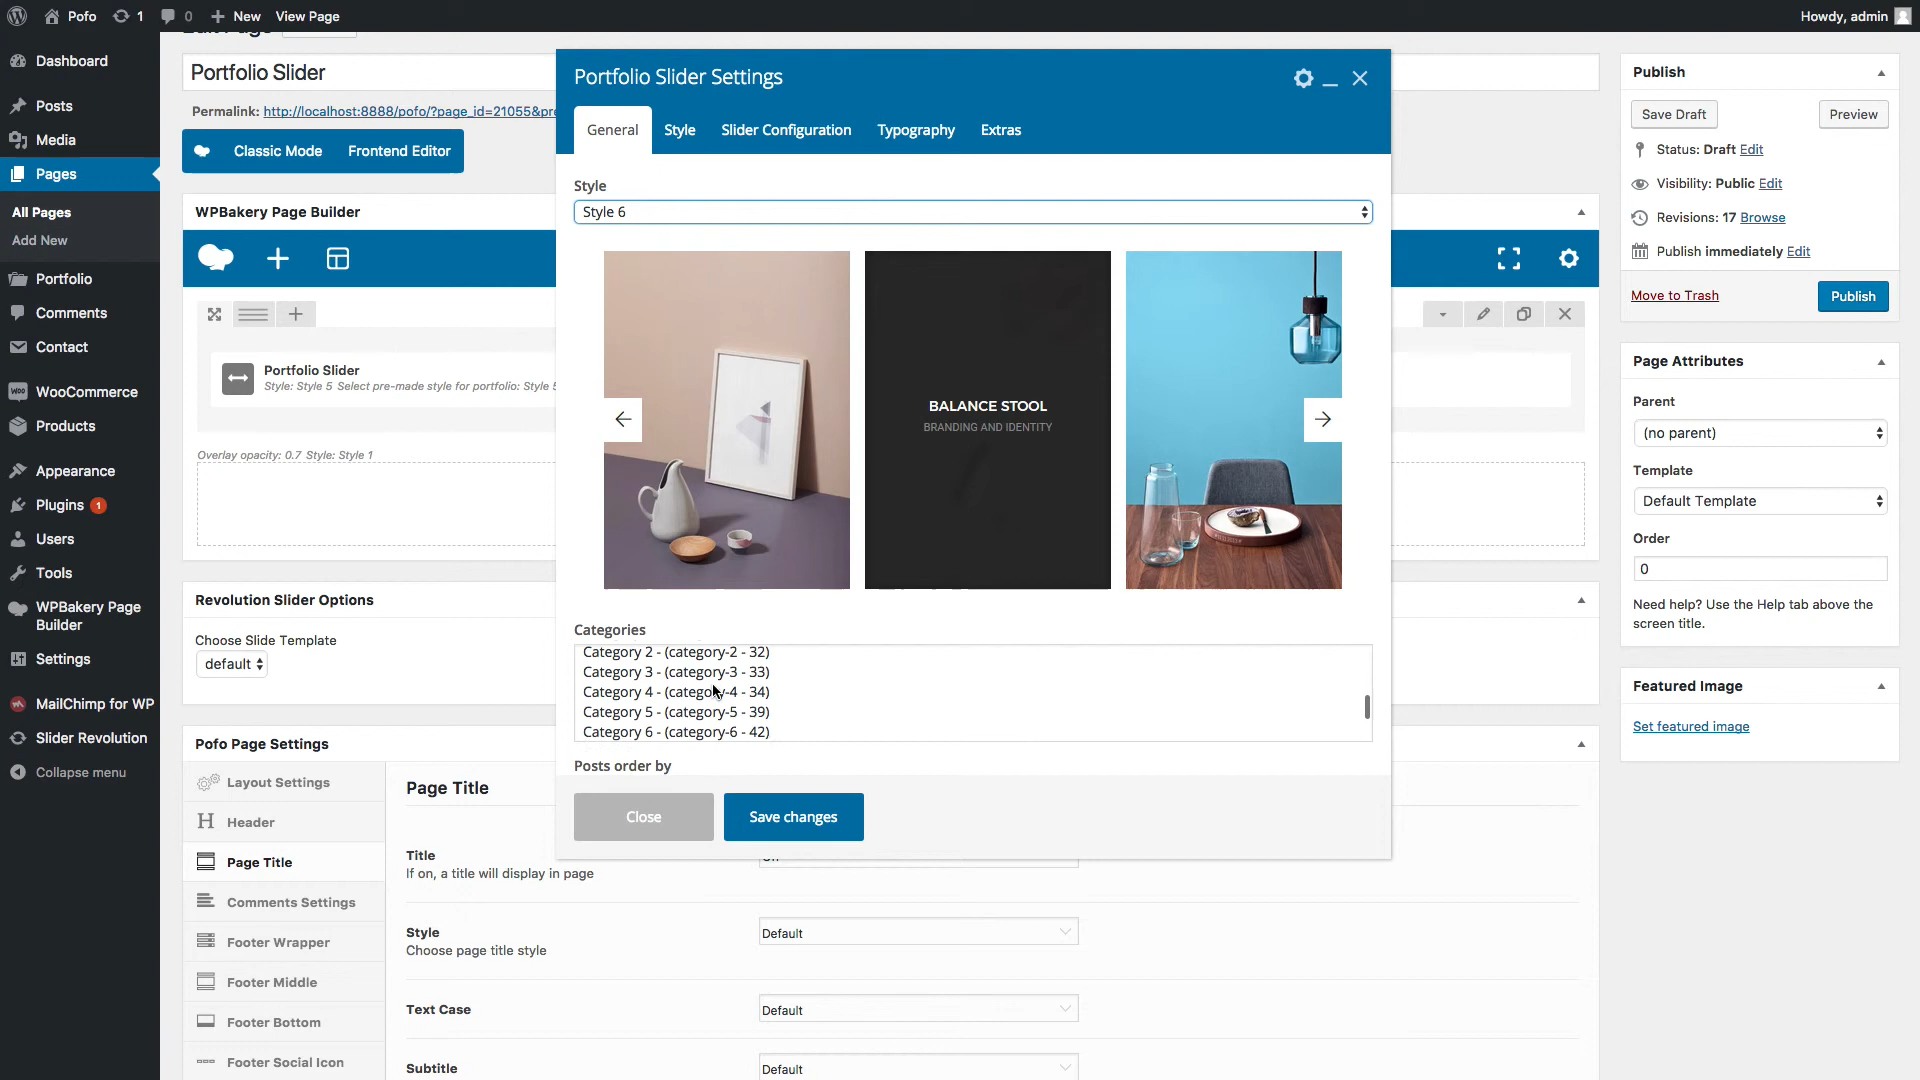 Pofo
1
0
New
View Page
Howdy, admin
Dashboard
Posts
Media
Pages
All Pages
Add New
Portfolio
Comments
Contact
WooCommerce
Products
Appearance
Plugins 1
Users
Tools
WPBakery Page
Builder
Settings
MailChimp for WP
Slider Revolution
Collapse menu
Portfolio Slider
Permalink: http://localhost:8888/pofo/?page_id=21055&pre
Classic Mode
Frontend Editor
WPBakery Page Builder
Portfolio Slider
Style: Style 5 Select pre-made style for portfolio: Style 5
Overlay opacity: 0.7 Style: Style 1
Revolution Slider Options
Choose Slide Template
default
Pofo Page Settings
Layout Settings
Header
Page Title
Comments Settings
Footer Wrapper
Footer Middle
Footer Bottom
Footer Social Icon
Page Title
Title
If on, a title will display in page
Style
Choose page title style
Default
Text Case
Default
Subtitle
Default
Portfolio Slider Settings
General
Style
Slider Configuration
Typography
Extras
Style
Style 6
BALANCE STOOL
BRANDING AND IDENTITY
Categories
Category 2 - (category-2 - 32)
Category 3 - (category-3 - 33)
Category 4 - (category-4 - 34)
Category 5 - (category-5 - 39)
Category 6 - (category-6 - 42)
Posts order by
Close
Save changes
Publish
Save Draft
Preview
Status: Draft Edit
Visibility: Public Edit
Revisions: 17 Browse
Publish immediately Edit
Move to Trash
Publish
Page Attributes
Parent
(no parent)
Template
Default Template
Order
0
Need help? Use the Help tab above the
screen title.
Featured Image
Set featured image